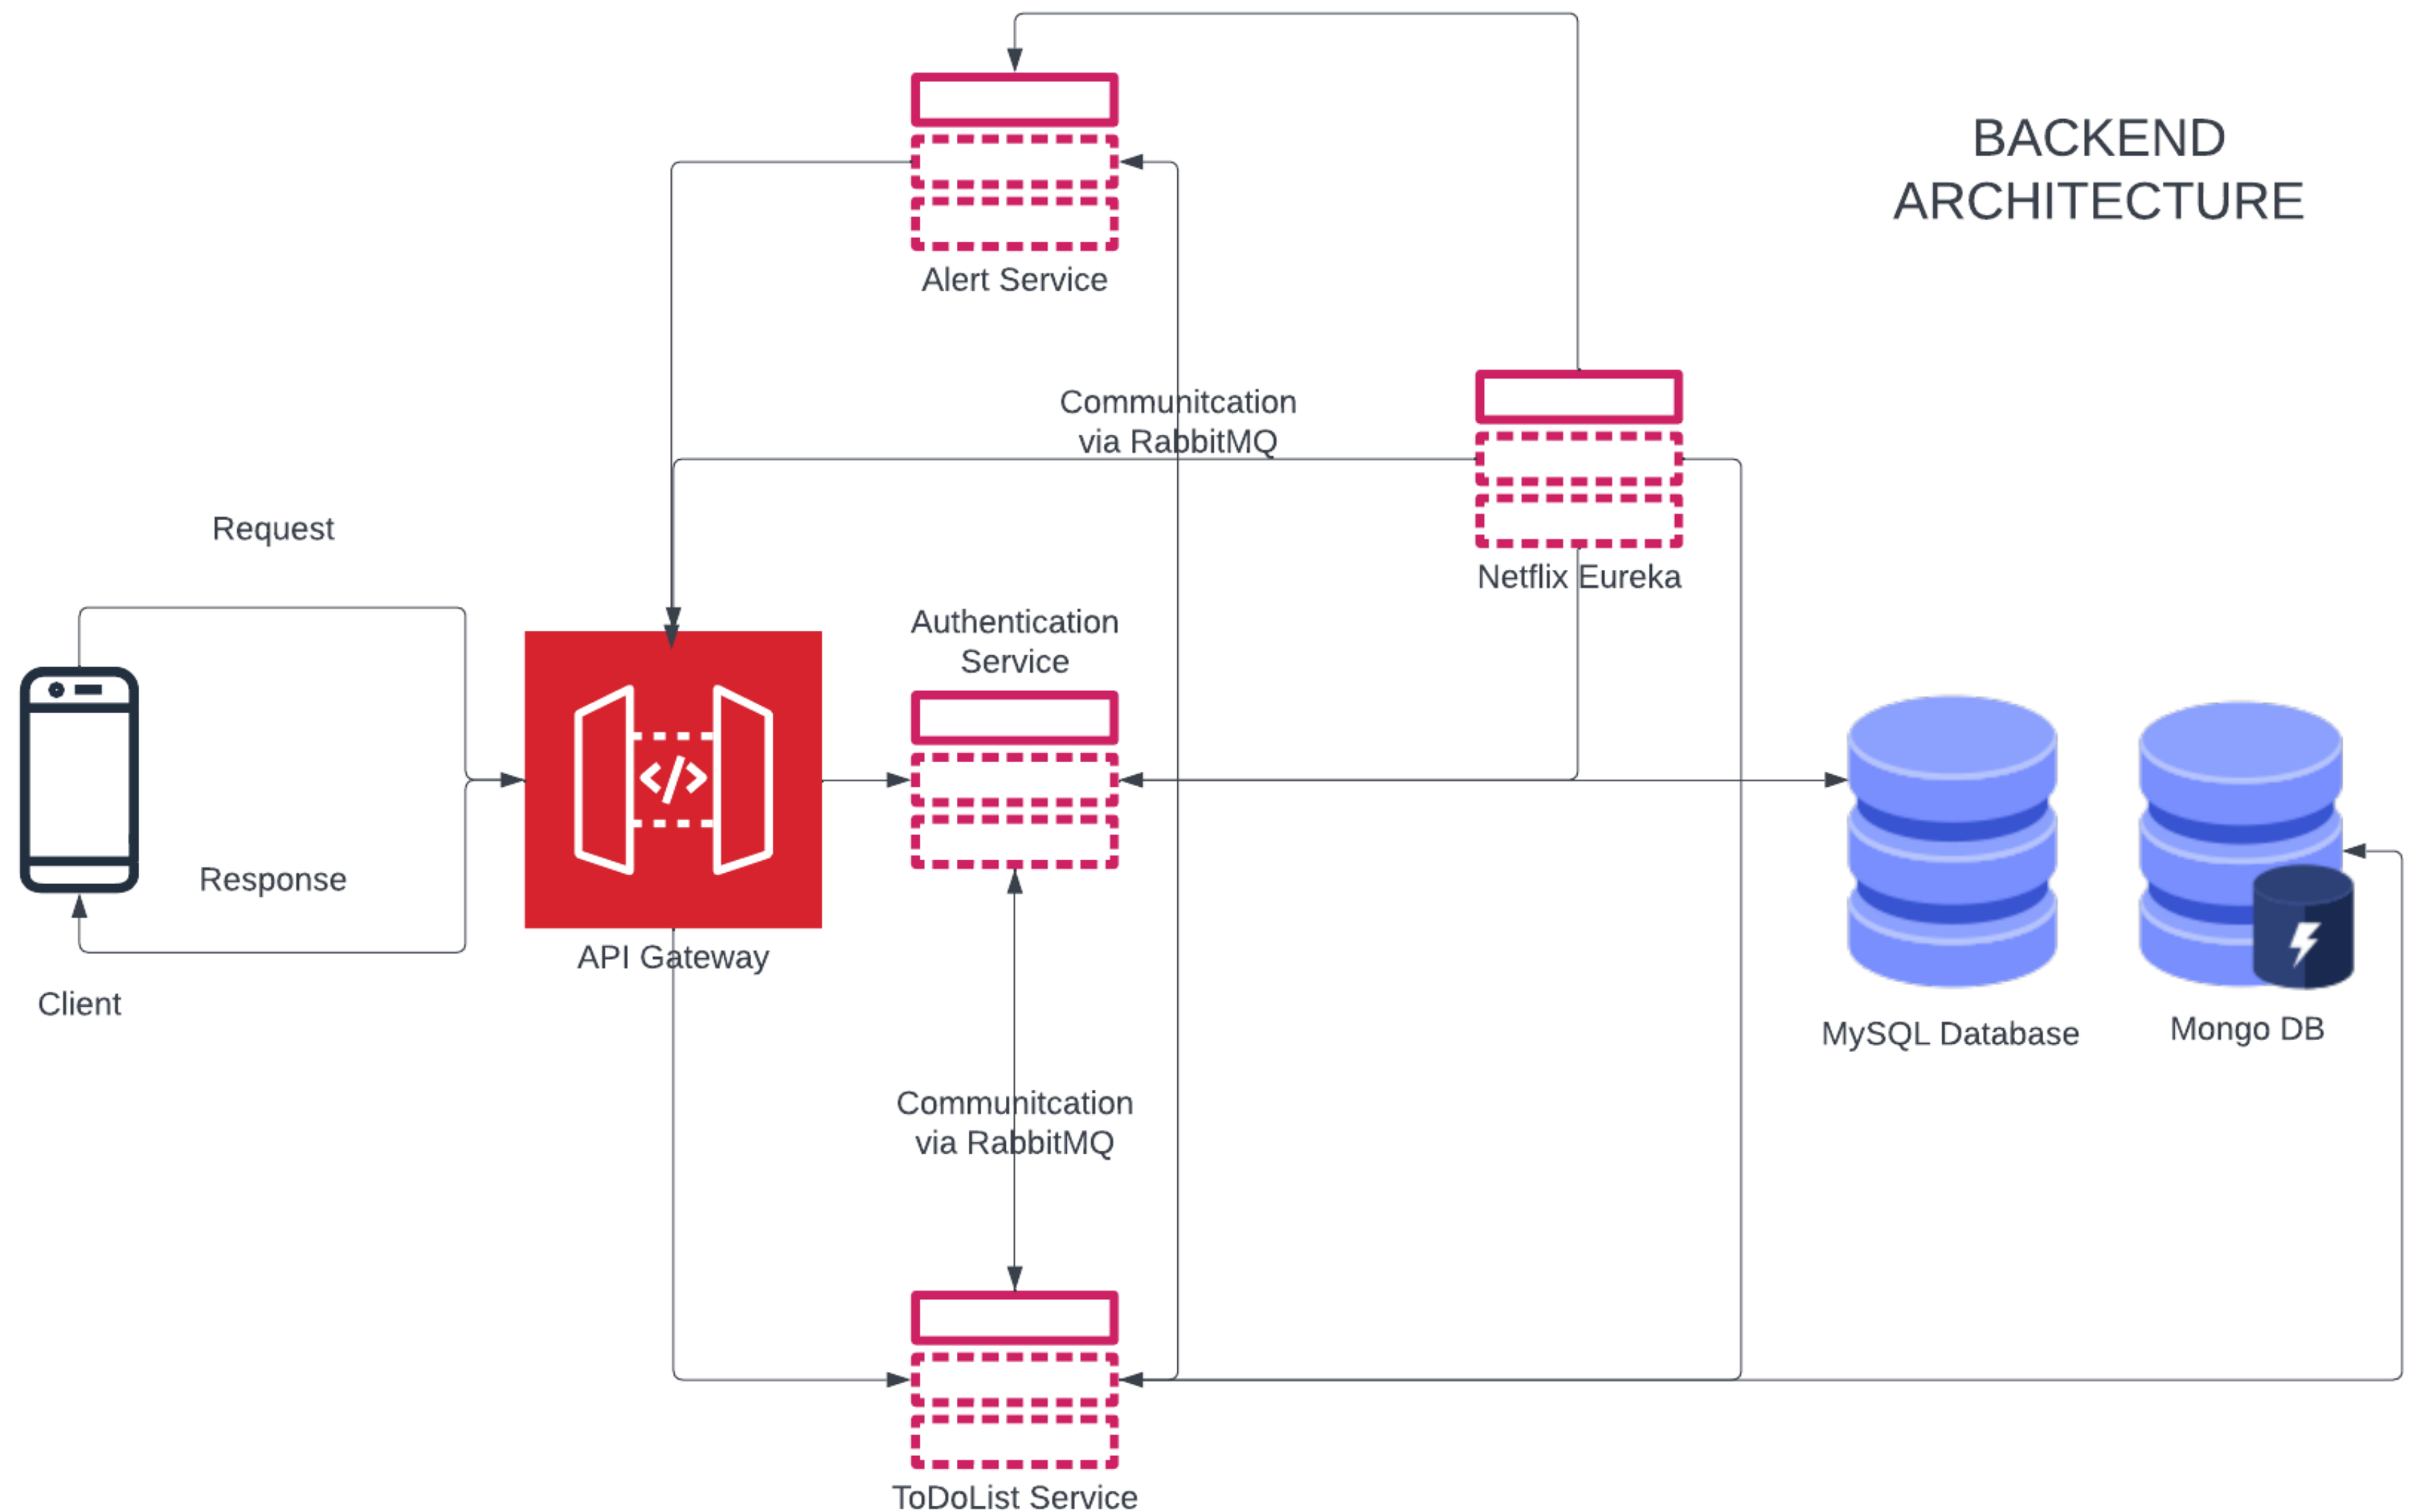 BACKEND
ARCHITECTURE
Alert Service
Communitcation
via RabbitMQ
Request
Netflix Eureka
Authentication
Service
Response
API Gateway
Client
MySQL Database
Mongo DB
Communitcation
via RabbitMQ
ToDoList Service